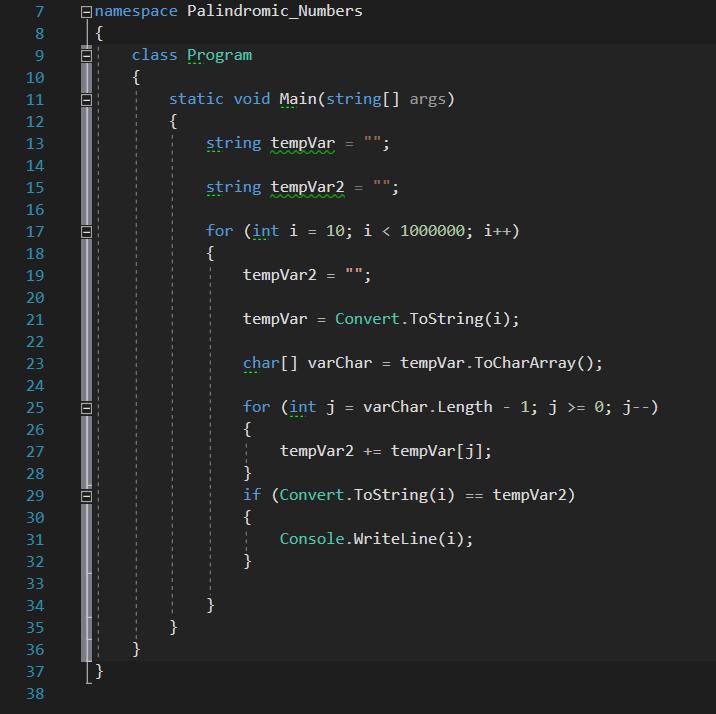 7 namespace Palindromic_Numbers
8 {
9 class Program
10 {
11 static void Main(string[] args)
12 {
13 string tempVar = "";
14
15 string tempVar2 = "";
16
17 for (int i = 10; i < 1000000; i++)
18 {
19 tempVar2 = "";
20
21 tempVar = Convert.ToString(i);
22
23 char[] varChar = tempVar.ToCharArray();
24
25 for (int j = varChar.Length - 1; j >= 0; j--)
26 {
27 tempVar2 += tempVar[j];
28 }
29 if (Convert.ToString(i) == tempVar2)
30 {
31 Console.WriteLine(i);
32 }
33
34 }
35 }
36 }
37 }
38